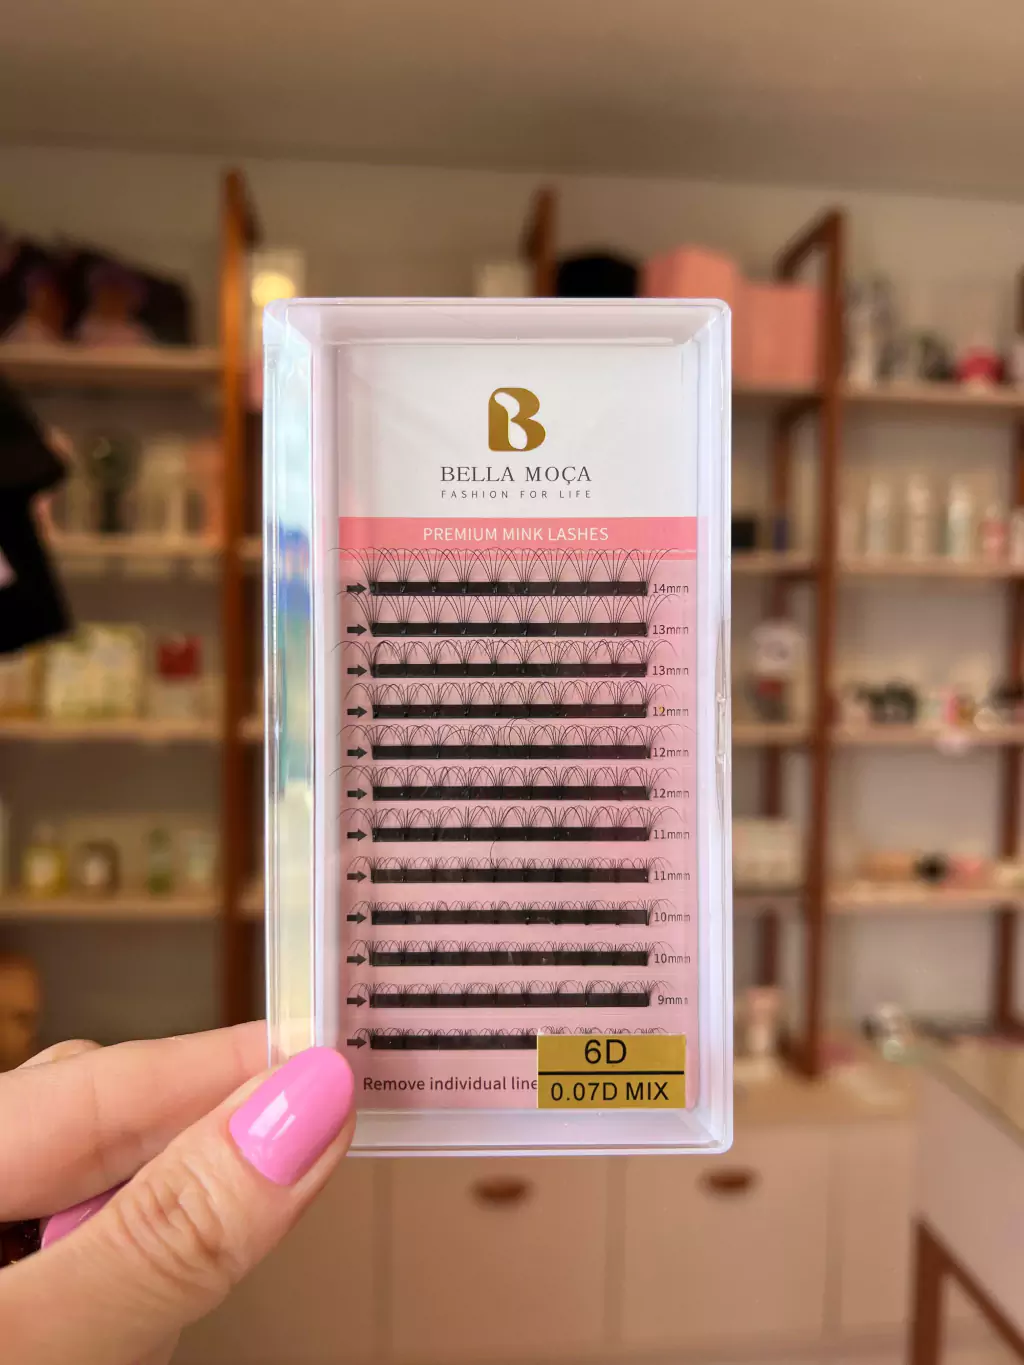 BELLA MOÇA
FASHION FOR LIFE
PREMIUM MINK LASHES
14mm
13mm
13mm
12mm
12mm
12mm
11mm
11mm
10mm
10mm
9mm
Remove individual line
6D
0.07D MIX